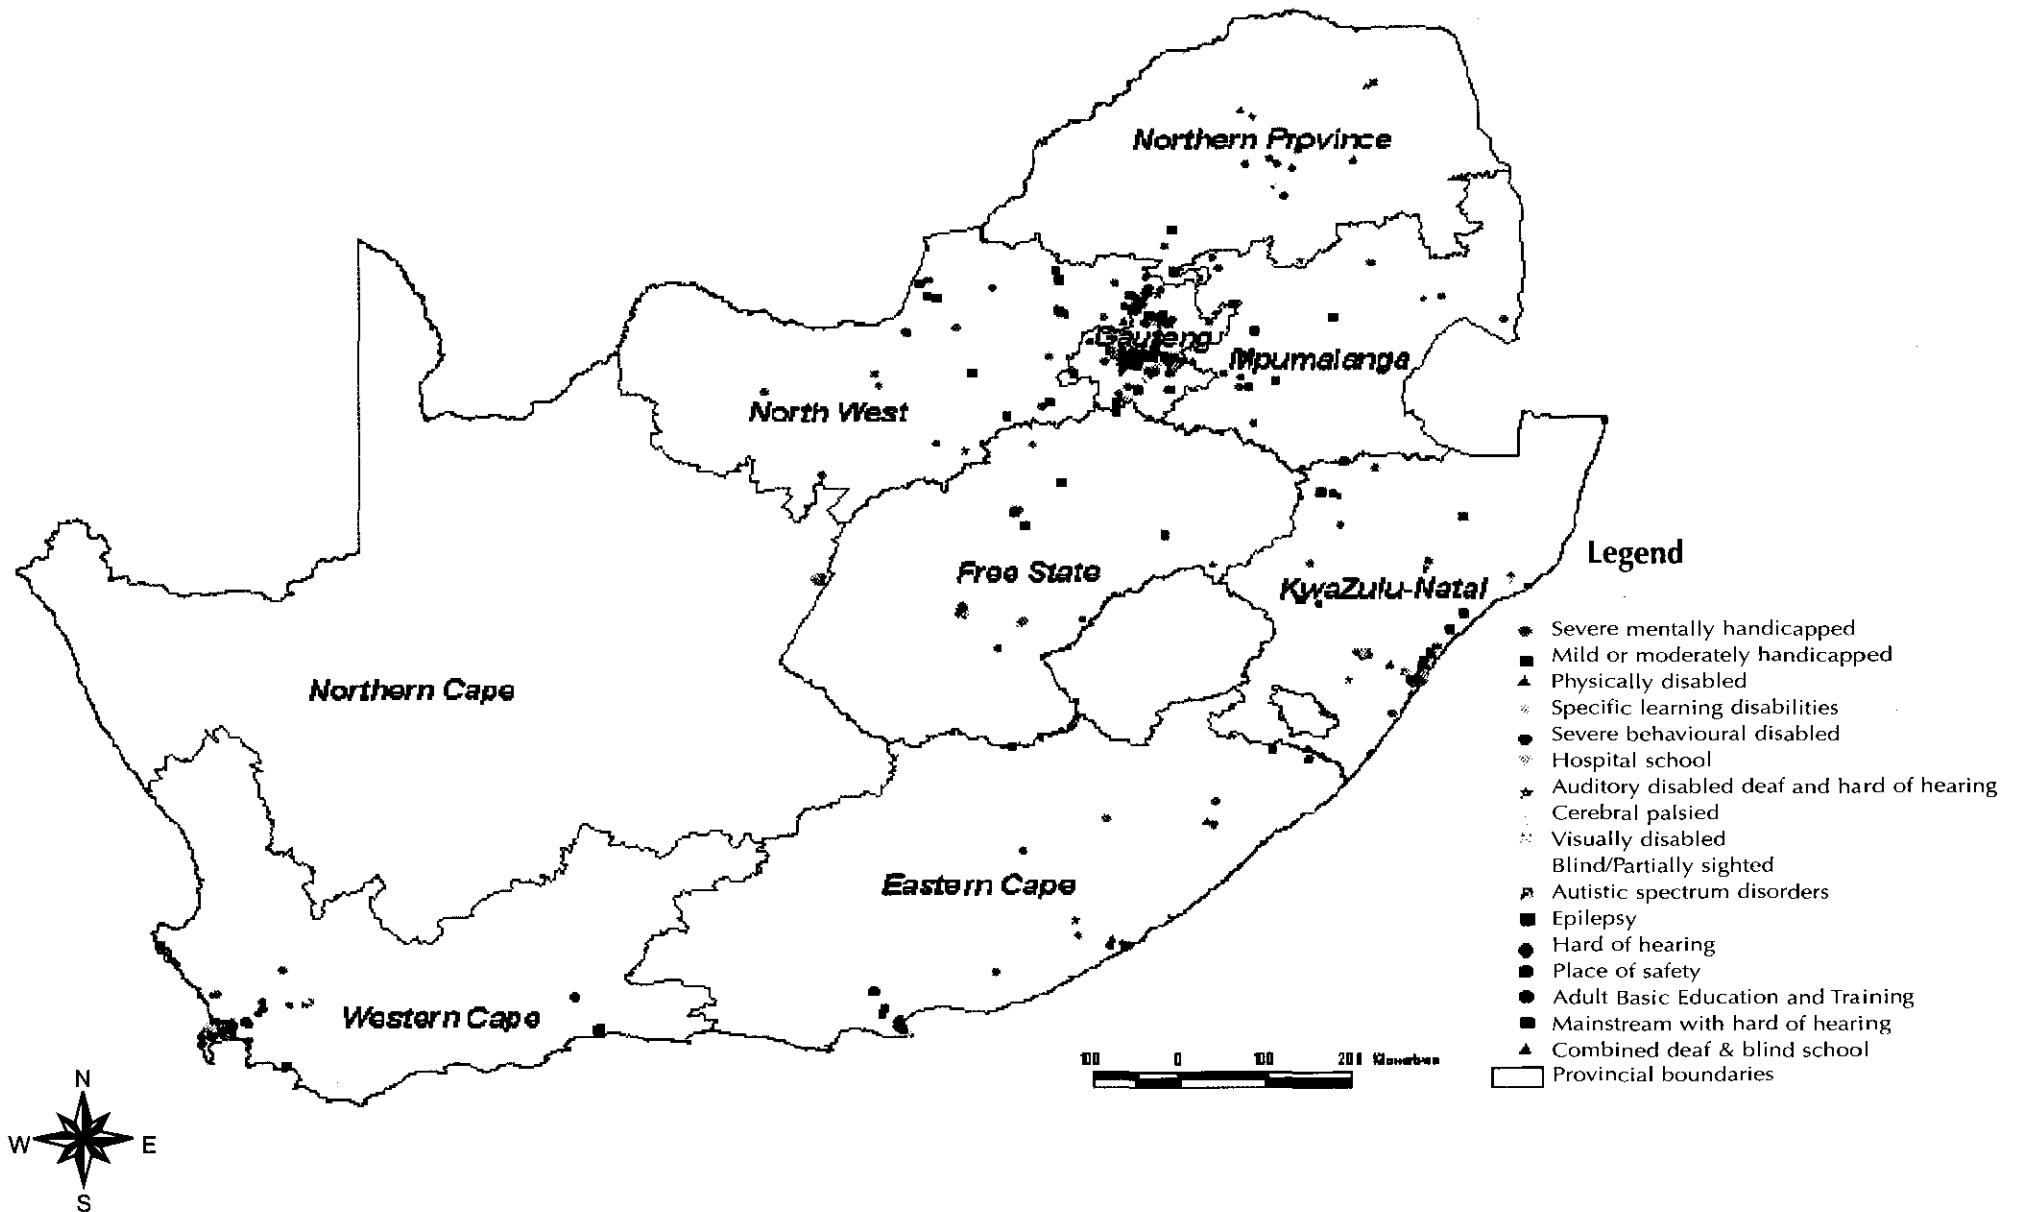 Northern Province
Gauteng
Mpumalanga
North West
Free State
KwaZulu-Natal
Northern Cape
Eastern Cape
Western Cape
Legend
Severe mentally handicapped
Mild or moderately handicapped
Physically disabled
Specific learning disabilities
Severe behavioural disabled
Hospital school
Auditory disabled deaf and hard of hearing
Cerebral palsied
Visually disabled
Blind/Partially sighted
Autistic spectrum disorders
Epilepsy
Hard of hearing
Place of safety
Adult Basic Education and Training
Mainstream with hard of hearing
Combined deaf & blind school
Provincial boundaries
100 0 100 200
N
W E
S